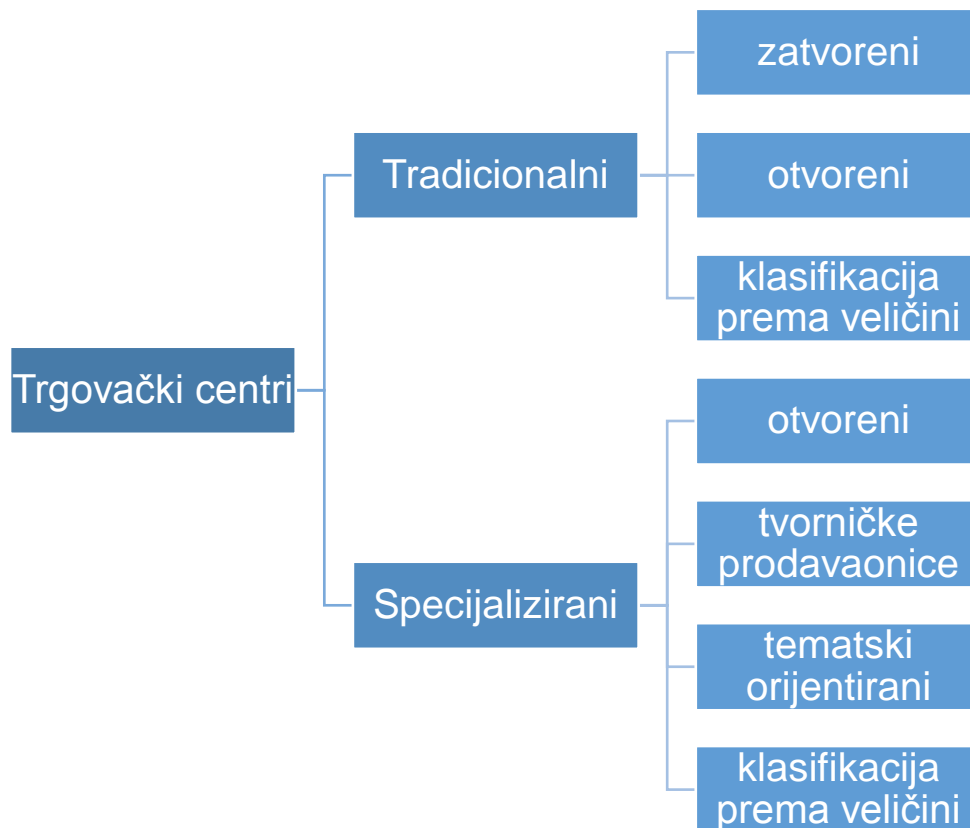 Trgovački centri
Tradicionalni
zatvoreni
otvoreni
klasifikacija
prema veličini
Specijalizirani
otvoreni
tvorničke
prodavaonice
tematski
orijentirani
klasifikacija
prema veličini